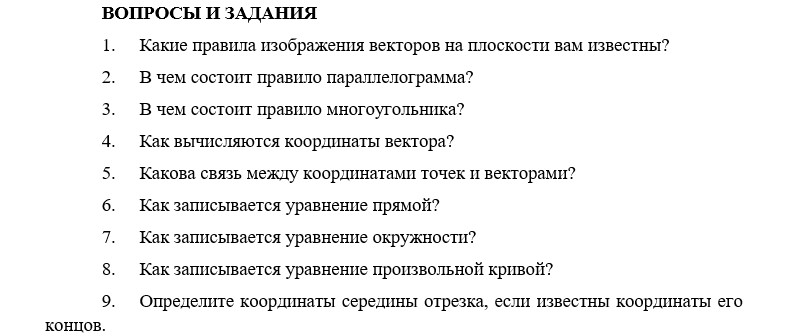 ВОПРОСЫ И ЗАДАНИЯ
1. Какие правила изображения векторов на плоскости вам известны?
2. В чем состоит правило параллелограмма?
3. В чем состоит правило многоугольника?
4. Как вычисляются координаты вектора?
5. Какова связь между координатами точек и векторами?
6. Как записывается уравнение прямой?
7. Как записывается уравнение окружности?
8. Как записывается уравнение произвольной кривой?
9. Определите координаты середины отрезка, если известны координаты его
концов.